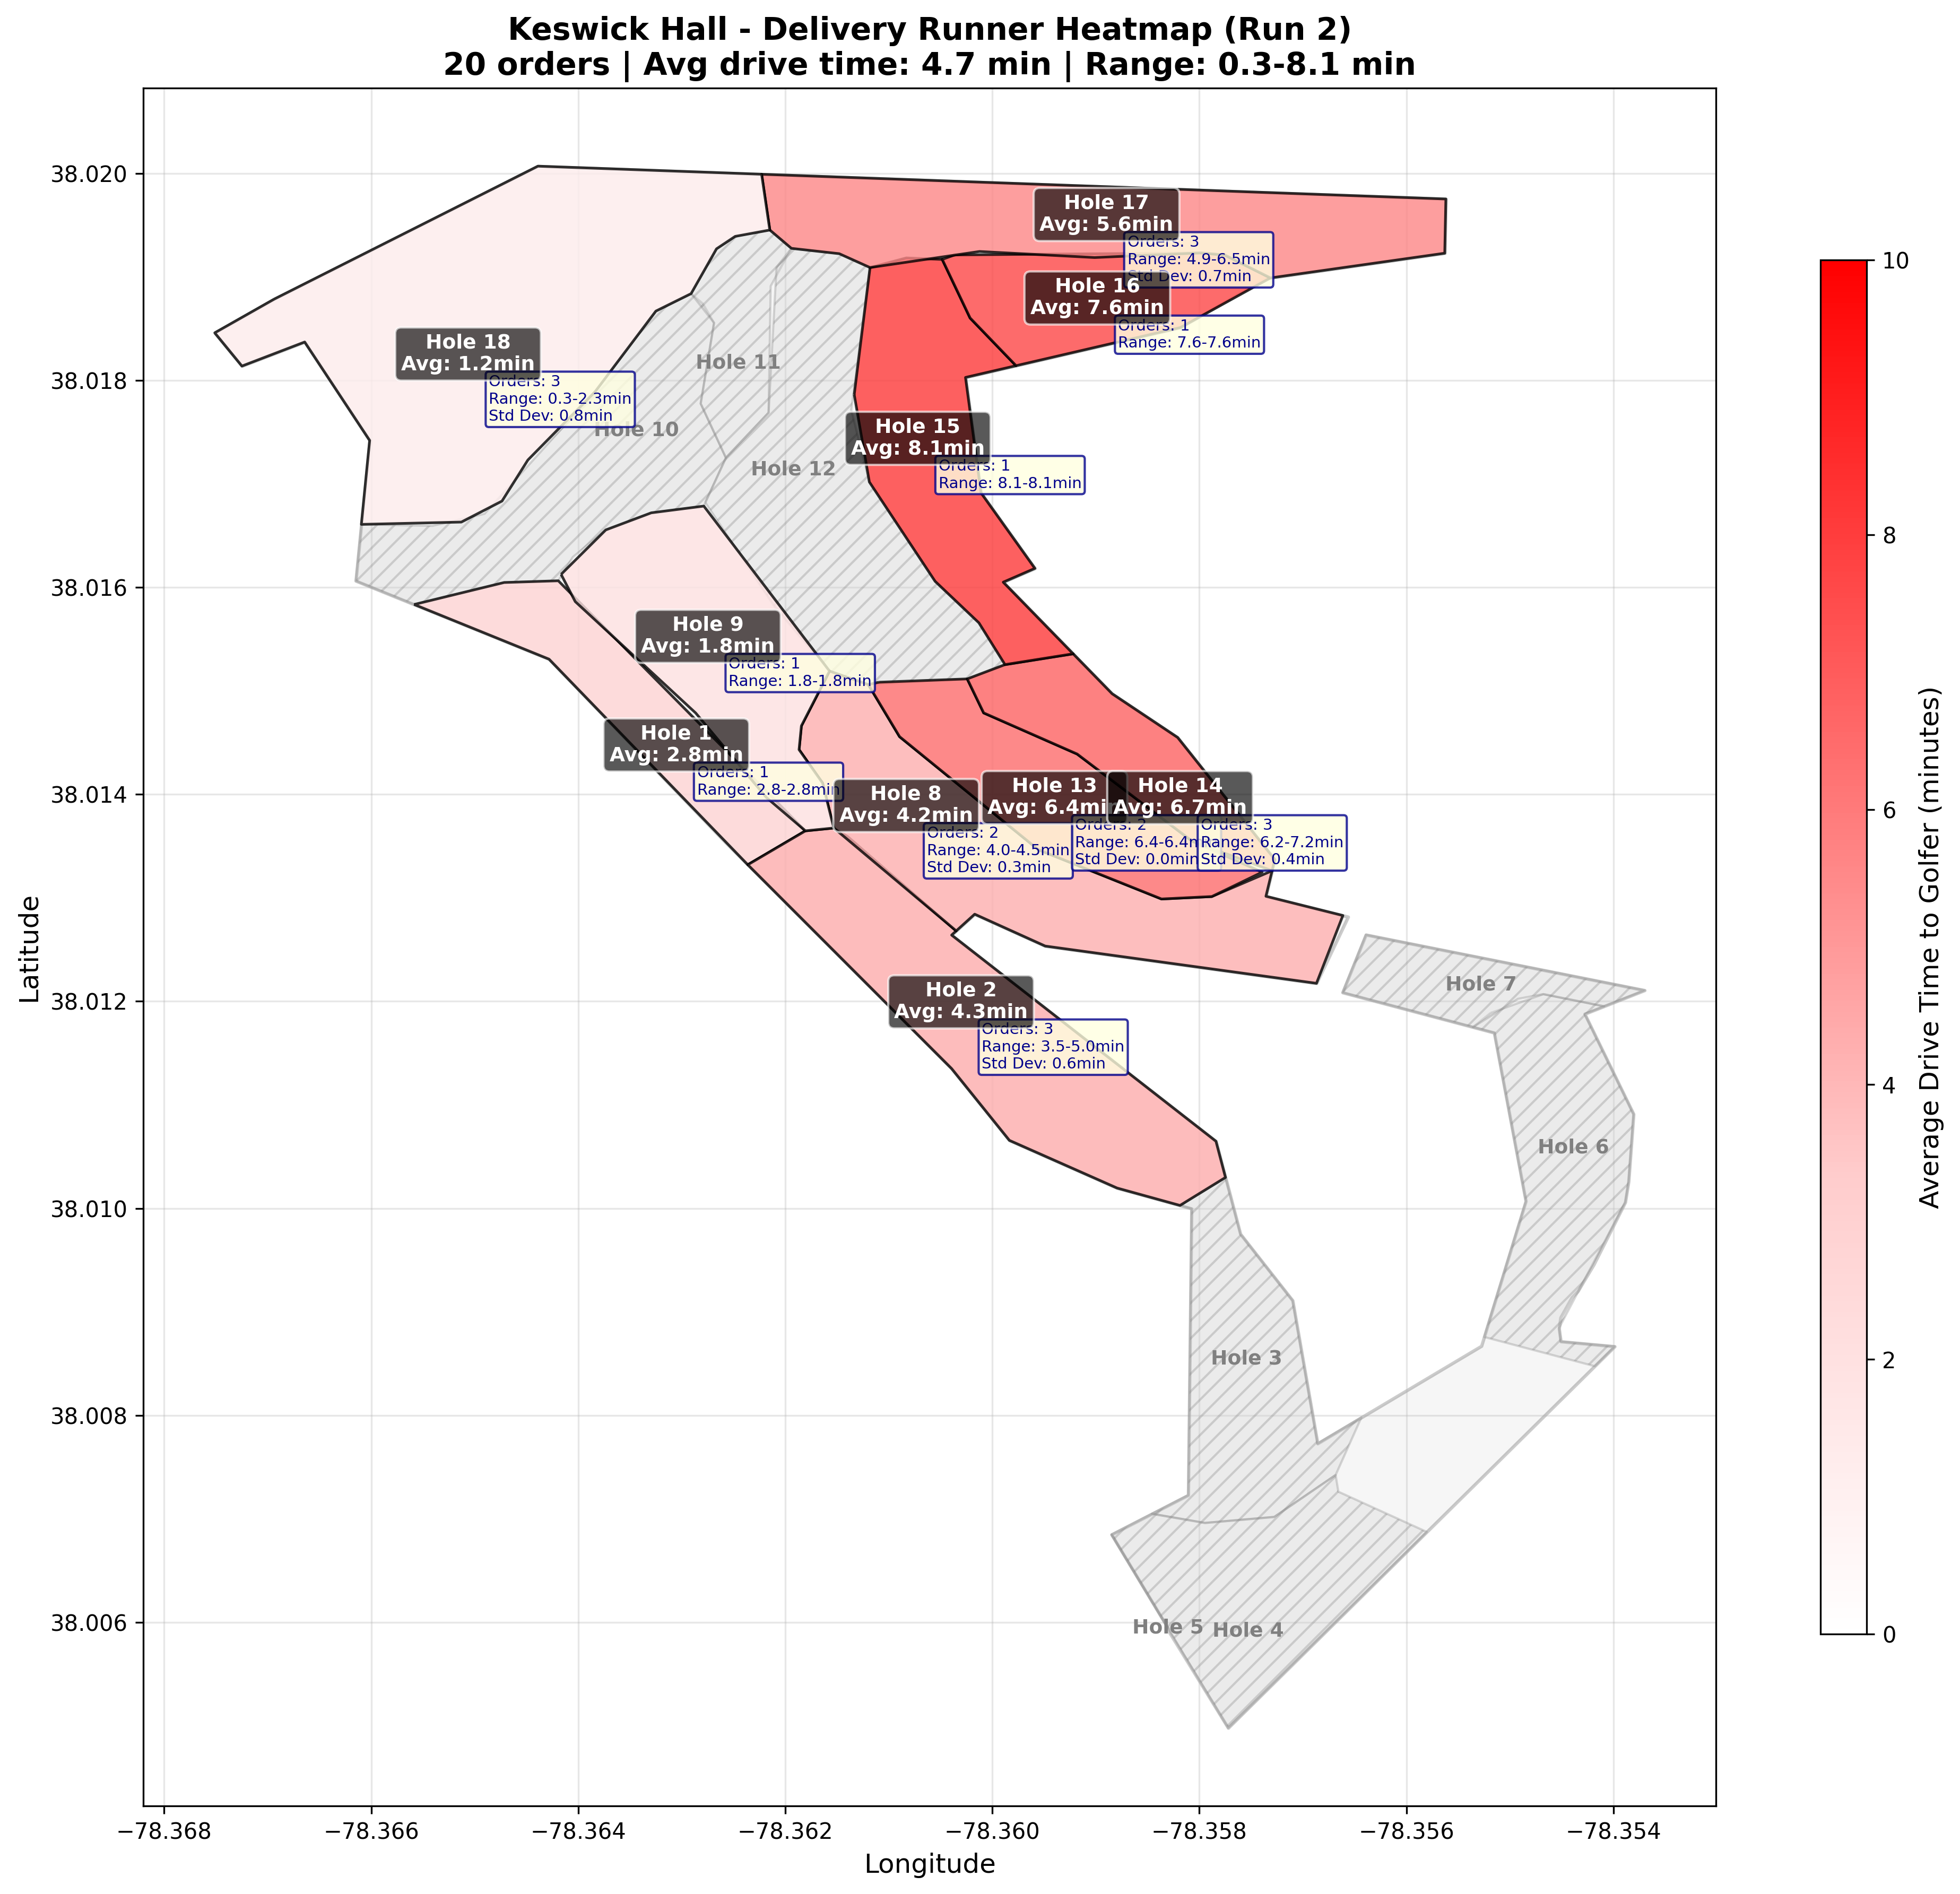 Keswick Hall - Delivery Runner Heatmap (Run 2)
20 orders | Avg drive time: 4.7 min | Range: 0.3-8.1 min
Latitude
38.020
38.018
38.016
38.014
38.012
38.010
38.008
38.006
Hole 17
Avg: 5.6min
Orders: 3
Range: 4.9-6.5min
Std Dev: 0.7min
Hole 16
Avg: 7.6min
Orders: 1
Range: 7.6-7.6min
Hole 18
Avg: 1.2min
Orders: 3
Range: 0.3-2.3min
Std Dev: 0.8min
Hole 11
Hole 10
Hole 12
Hole 15
Avg: 8.1min
Orders: 1
Range: 8.1-8.1min
Hole 9
Avg: 1.8min
Orders: 1
Range: 1.8-1.8min
Hole 1
Avg: 2.8min
Orders: 1
Range: 2.8-2.8min
Hole 8
Avg: 4.2min
Orders: 2
Range: 4.0-4.5min
Std Dev: 0.3min
Hole 13
Avg: 6.4min
Orders: 2
Range: 6.4-6.4m
Std Dev: 0.0min
Hole 14
Avg: 6.7min
Orders: 3
Range: 6.2-7.2min
Std Dev: 0.4min
Hole 2
Avg: 4.3min
Orders: 3
Range: 3.5-5.0min
Std Dev: 0.6min
Hole 7
Hole 6
Hole 3
Hole 5
Hole 4
−78.368
−78.366
−78.364
−78.362
−78.360
−78.358
−78.356
−78.354
Longitude
10
8
6
4
2
0
Average Drive Time to Golfer (minutes)